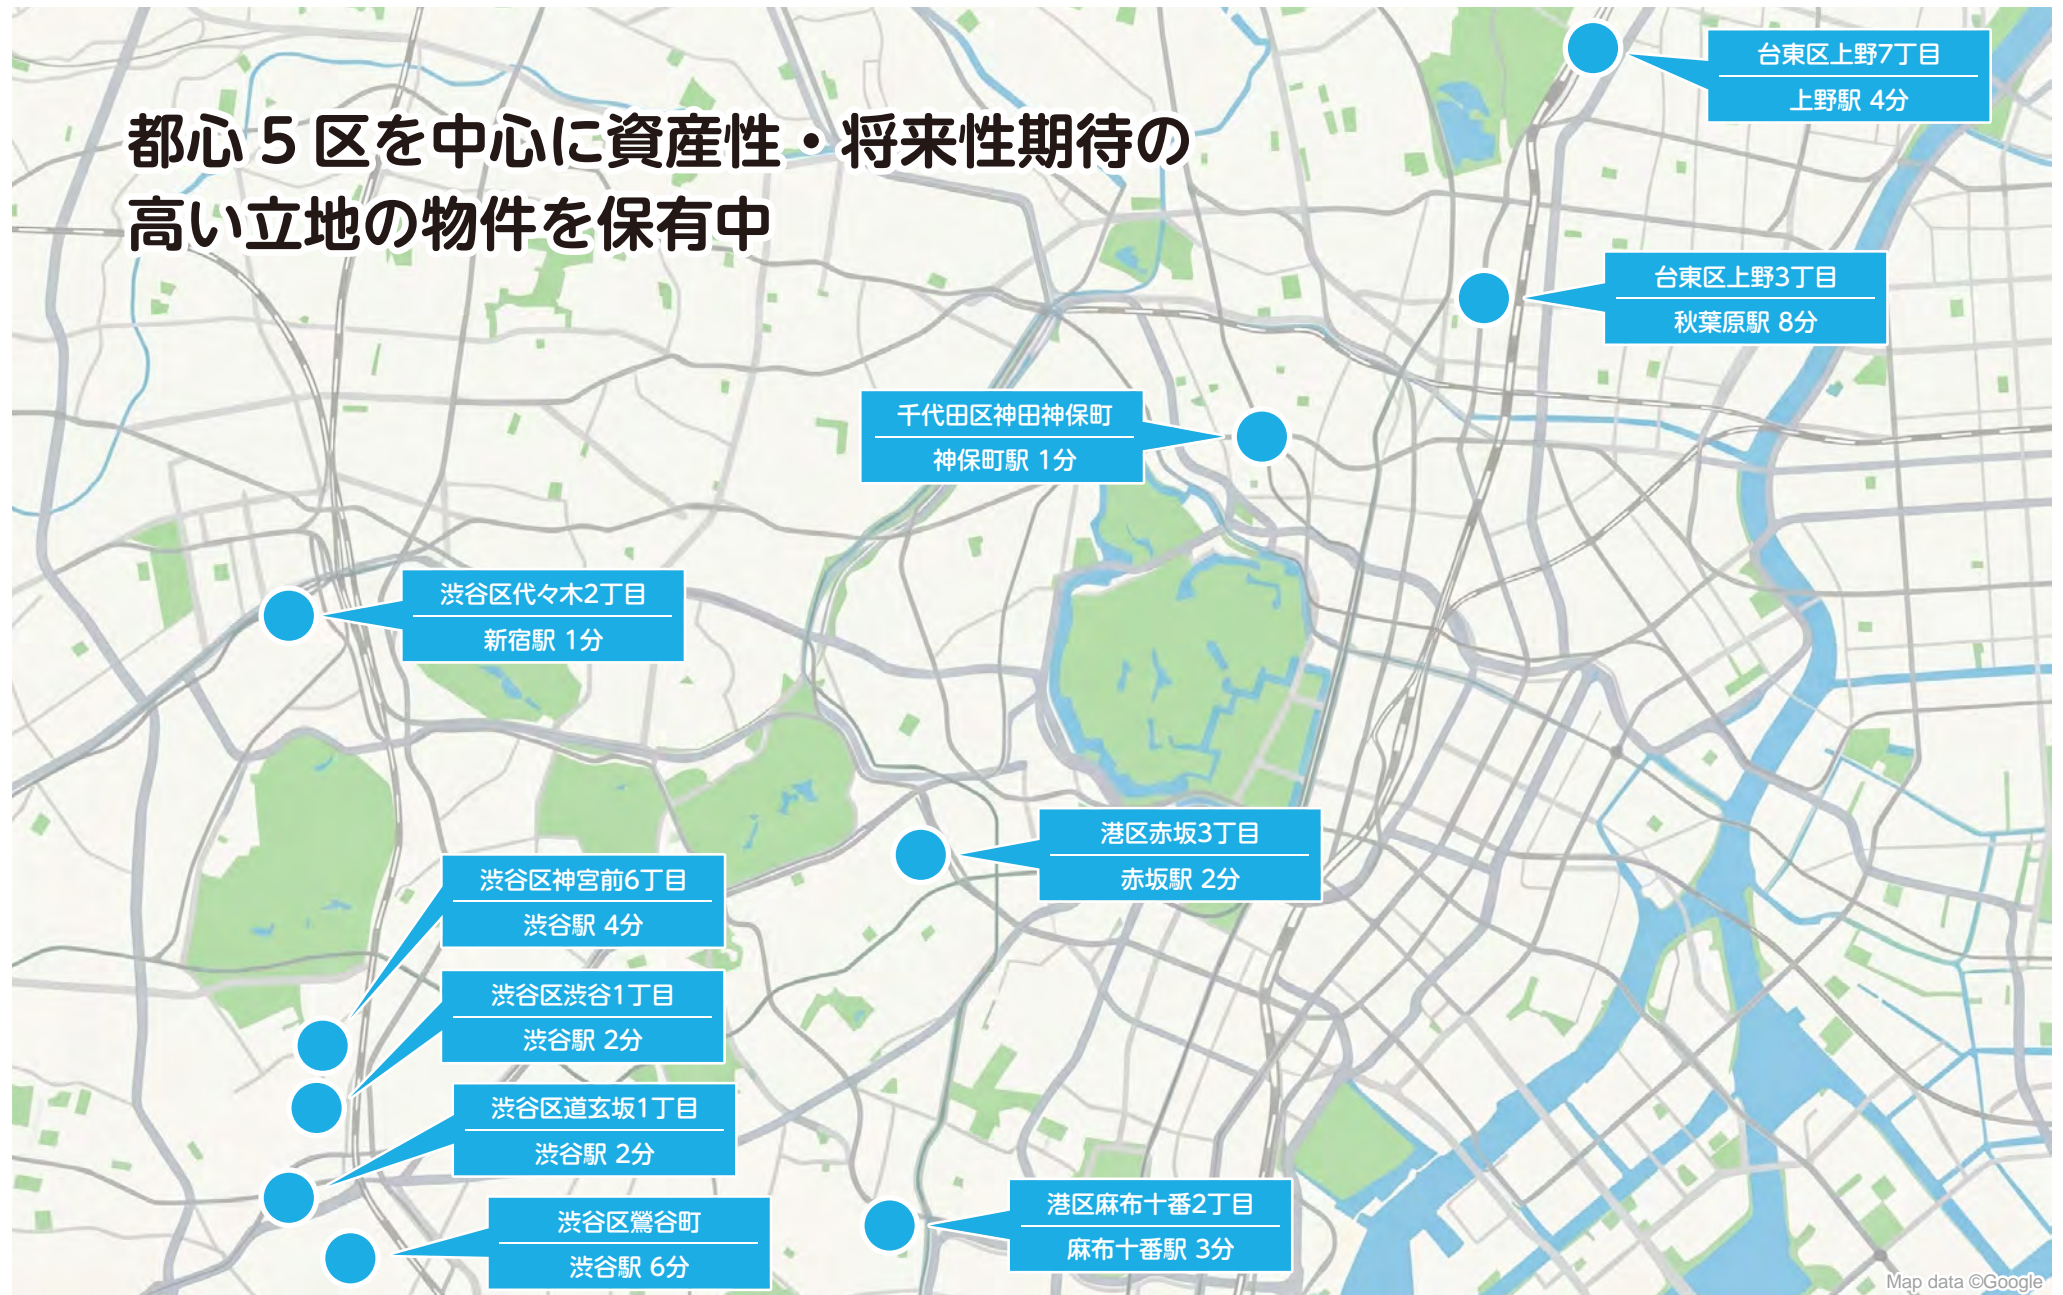 都心5区を中心に資産性・将来性期待の
高い立地の物件を保有中
台東区上野7丁目
上野駅 4分
台東区上野3丁目
秋葉原駅 8分
千代田区神田神保町
神保町駅 1分
渋谷区代々木2丁目
新宿駅 1分
港区赤坂3丁目
赤坂駅 2分
渋谷区神宮前6丁目
渋谷駅 4分
渋谷区渋谷1丁目
渋谷駅 2分
渋谷区道玄坂1丁目
渋谷駅 2分
渋谷区鶯谷町
渋谷駅 6分
港区麻布十番2丁目
麻布十番駅 3分
Map data ©Google